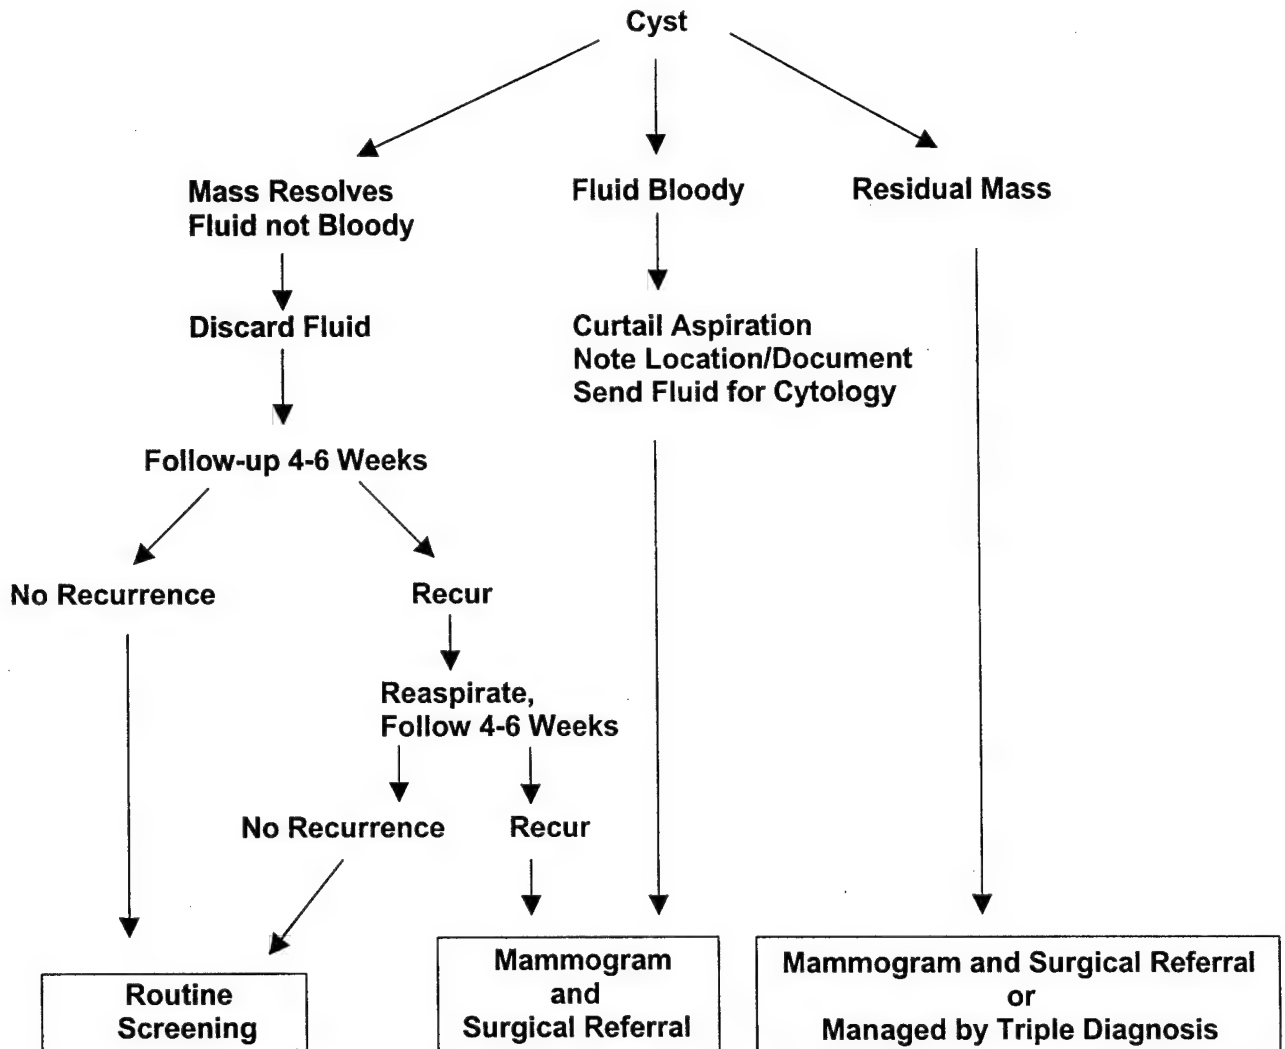 Cyst
Mass Resolves
Fluid not Bloody
Fluid Bloody
Residual Mass
Discard Fluid
Curtail Aspiration
Note Location/Document
Send Fluid for Cytology
Follow-up 4-6 Weeks
No Recurrence
Recur
Reaspirate,
Follow 4-6 Weeks
No Recurrence
Recur
Routine
Screening
Mammogram
and
Surgical Referral
Mammogram and Surgical Referral
or
Managed by Triple Diagnosis